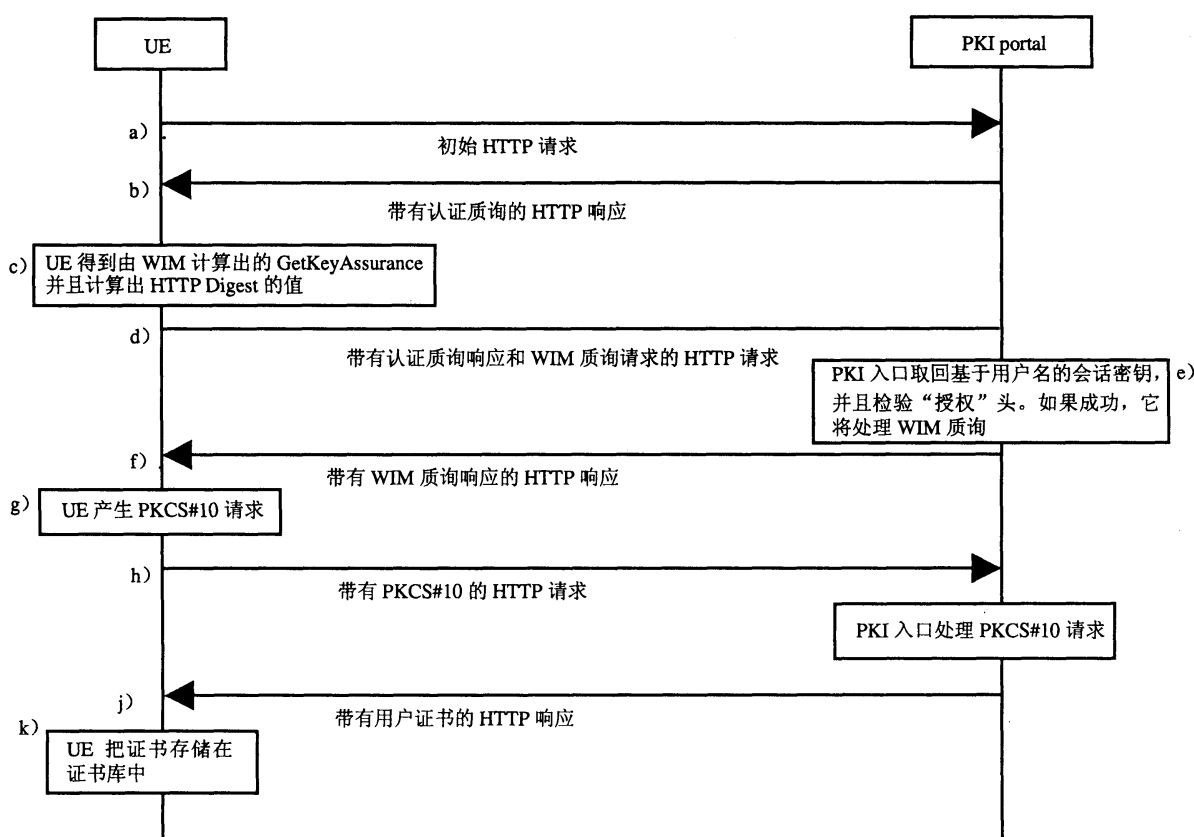 UE
PKI portal
a）
初始 HTTP 请求
b）
带有认证质询的 HTTP 响应
c）
UE 得到由 WIM 计算出的 GetKeyAssurance
并且计算出 HTTP Digest 的值
d）
带有认证质询响应和 WIM 质询请求的 HTTP 请求
PKI 入口取回基于用户名的会话密钥，
并且检验“授权”头。如果成功，它
将处理 WIM 质询
e）
f）
带有 WIM 质询响应的 HTTP 响应
g）
UE 产生 PKCS#10 请求
h）
带有 PKCS#10 的 HTTP 请求
PKI 入口处理 PKCS#10 请求
j）
带有用户证书的 HTTP 响应
k）
UE 把证书存储在
证书库中